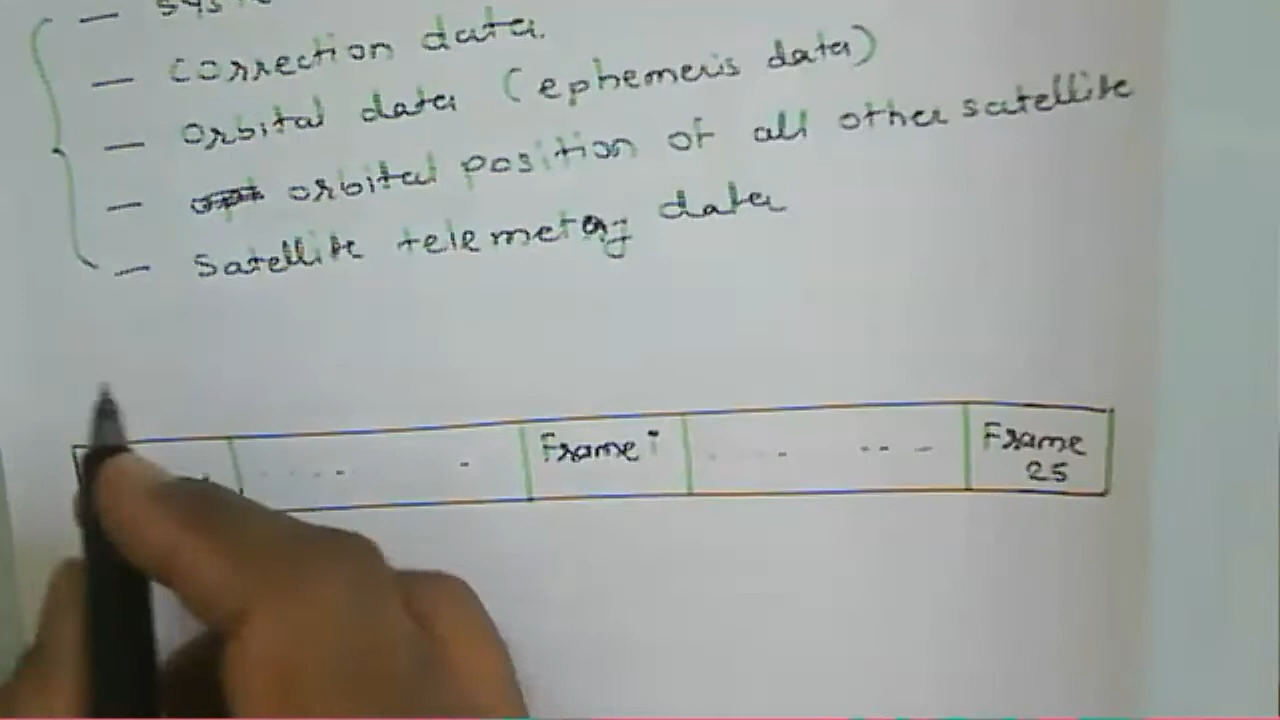 — Correction data.
— Orbital data (ephemeris data)
— orbital position of all other satellite
— Satellite telemetry data
Frame i
Frame
25